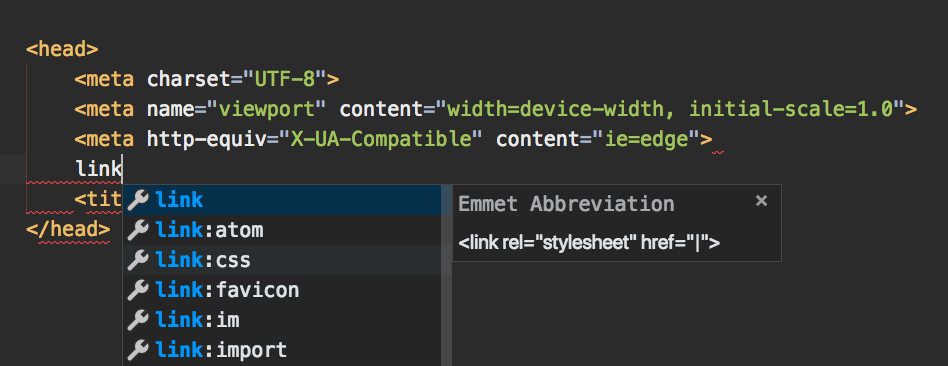 <head>
<meta charset="UTF-8">
<meta name="viewport" content="width=device-width, initial-scale=1.0">
<meta http-equiv="X-UA-Compatible" content="ie=edge">
link
<tit
</head>
link
link:atom
link:css
link:favicon
link:im
link:import
Emmet Abbreviation ×
<link rel="stylesheet" href="|">